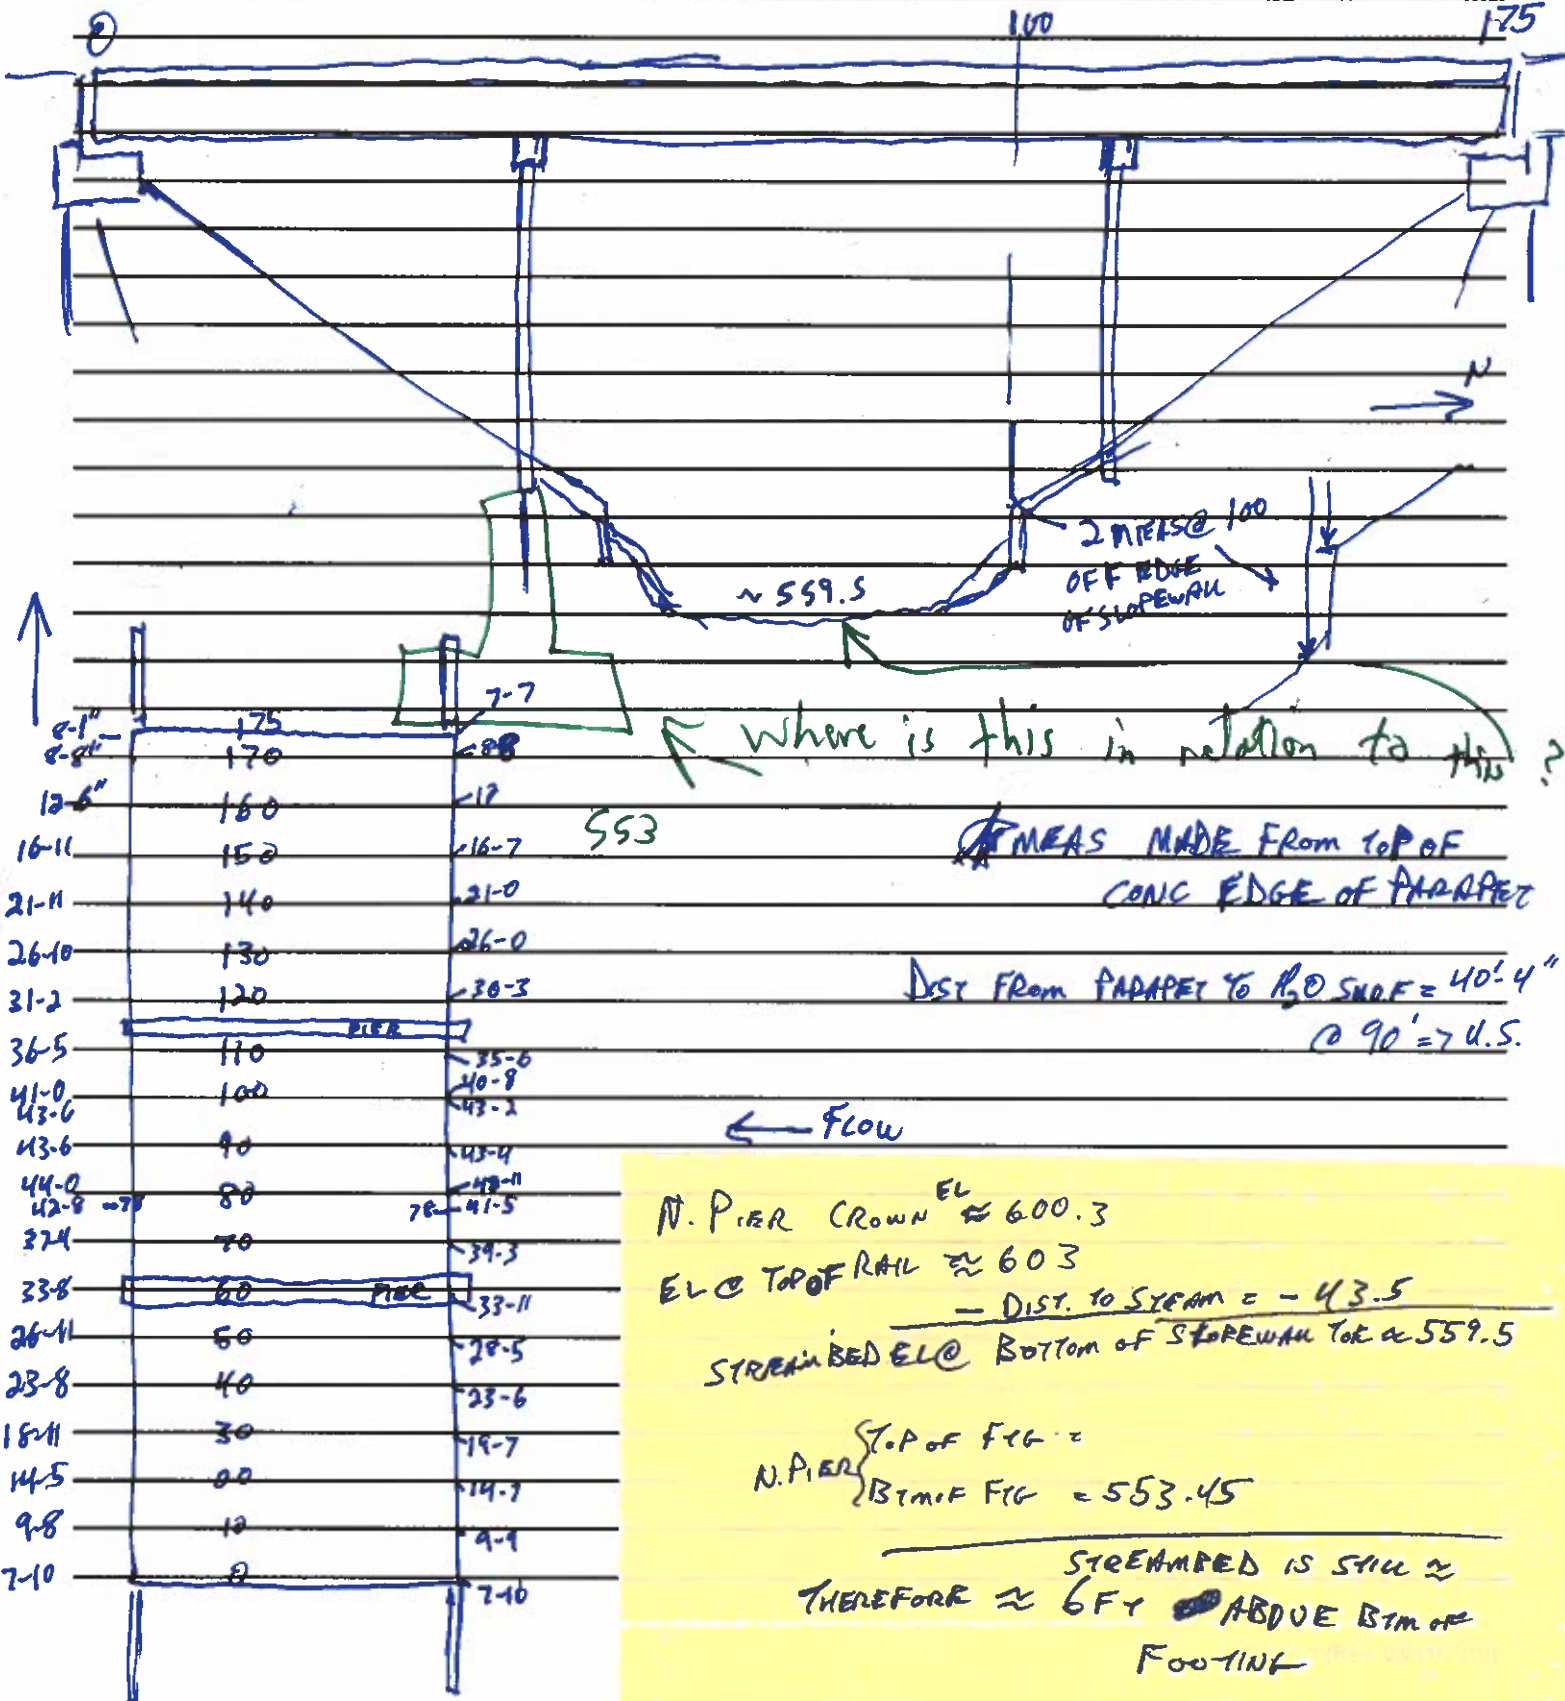 0 100 175
N
2 MEAS @ 100
OFF EDGE
OF SLOPEWALL
~ 559.5
7-7
8-1" 175
8-8" 170 88
Where is this in relation to this ?
12-6" 160 12
553
16-11 150 16-7
MEAS MADE FROM TOP OF
CONC EDGE OF PARAPET
21-11 140 21-0
26-10 130 26-0
31-2 120 30-3
DIST FROM PARAPET TO H2O SURF = 40'-4"
@ 90' => U.S.
PIER
36-5 110 35-6
41-0 100 40-8
43-6 43-2
← FLOW
43-6 90 43-4
44-0 80 42-11
42-8 78 78 41-5
37-4 70 39-3
33-8 60 PIER 33-11
26-11 50 28-5
23-8 40 23-6
18-11 30 19-7
14-5 14-7
9-8 10 9-9
7-10 0 7-10
N. PIER CROWN EL ≈ 600.3
EL @ TOP OF RAIL ≈ 603
- DIST. TO STREAM = - 43.5
STREAMBED EL @ BOTTOM OF SLOPEWALL TOE ≈ 559.5
N. PIER { TOP OF FTG =
BTM OF FTG = 553.45
STREAMBED IS STILL ≈
THEREFORE ≈ 6 FT ABOVE BTM OF
FOOTING